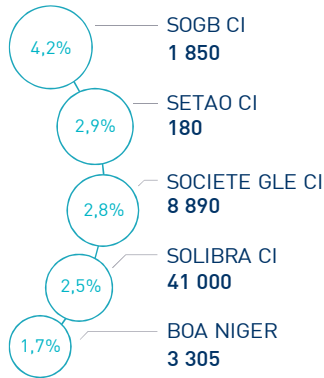 4,2%
SOGB CI
1 850
2,9%
SETAO CI
180
2,8%
SOCIETE GLE CI
8 890
2,5%
SOLIBRA CI
41 000
1,7%
BOA NIGER
3 305